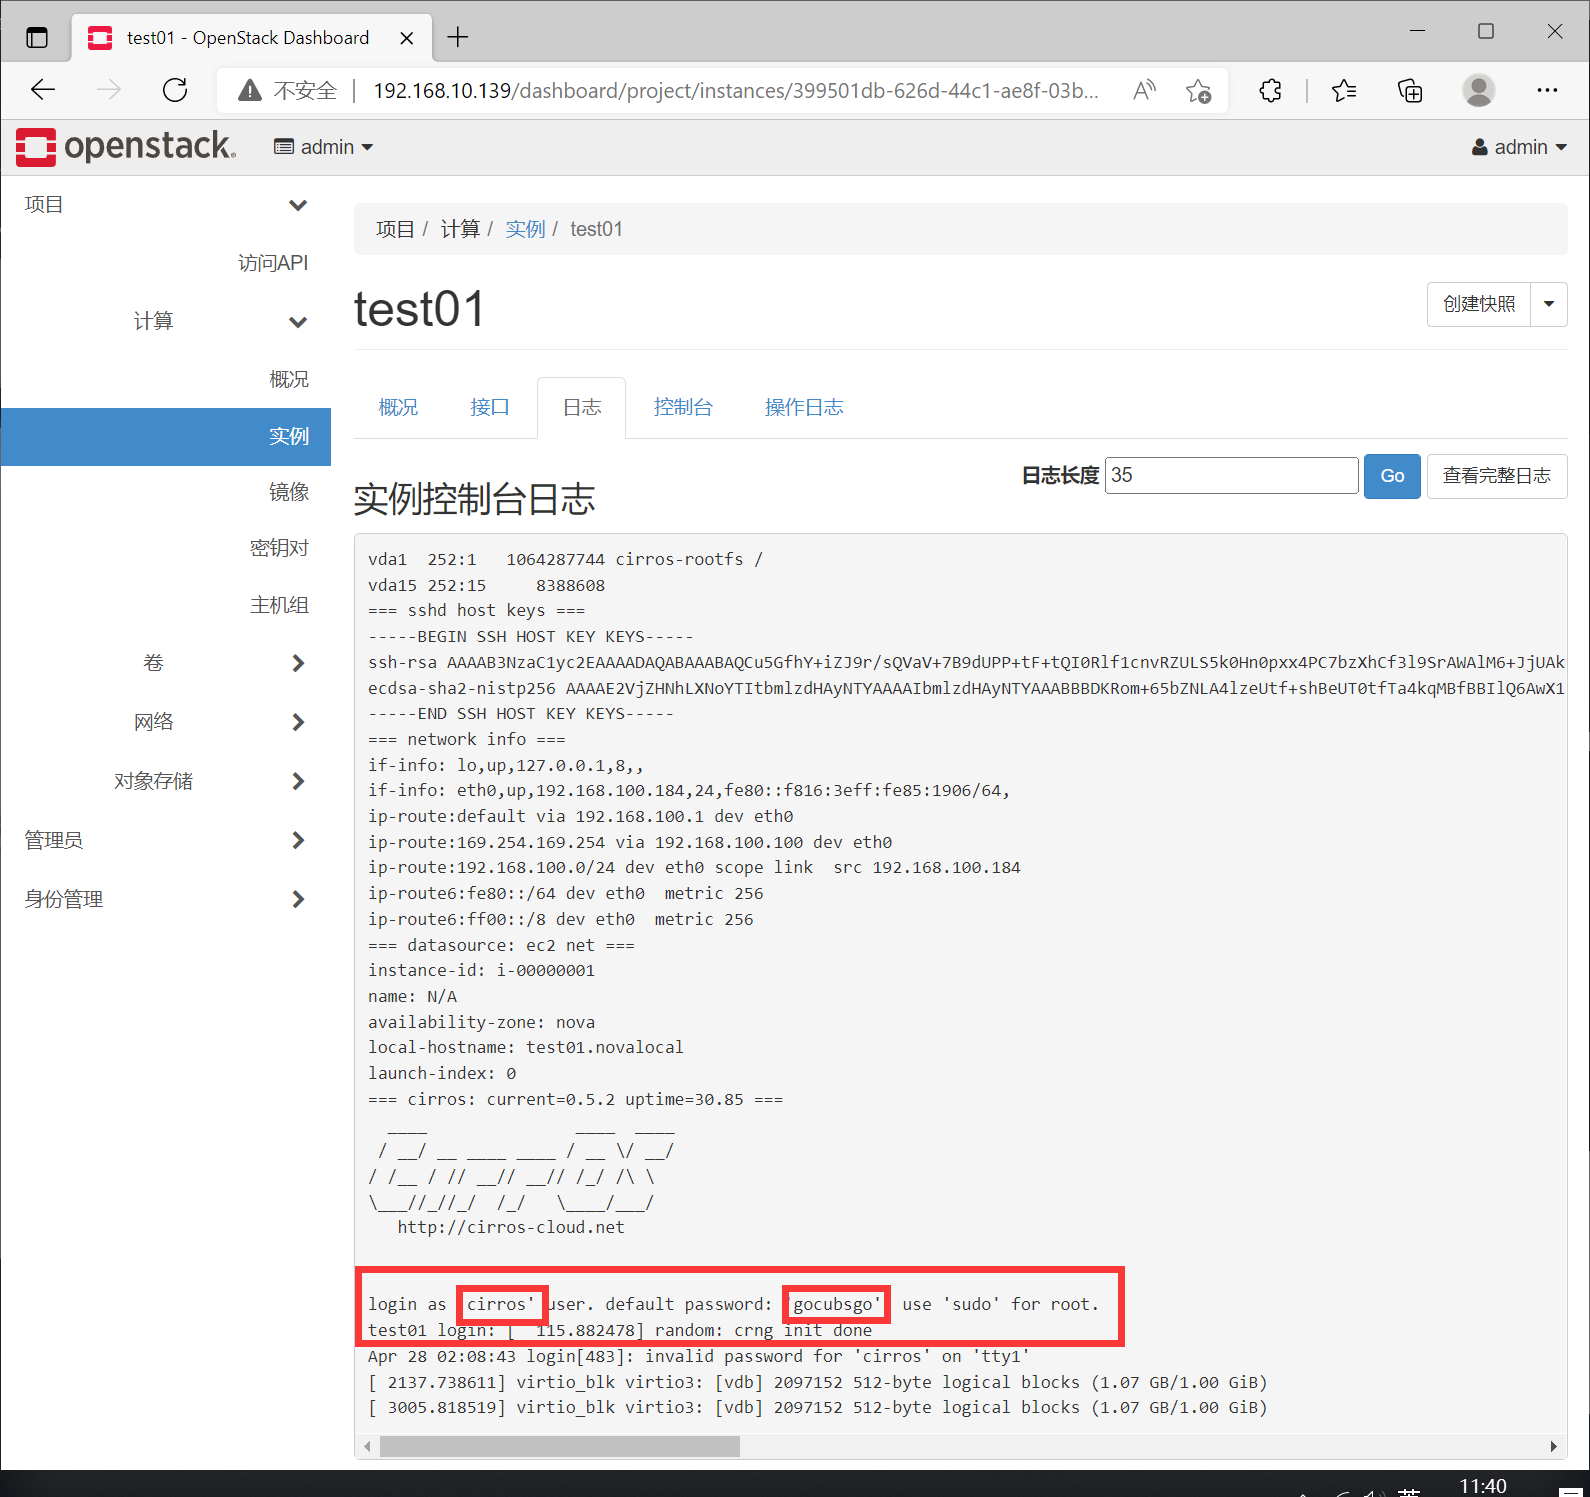 test01 - OpenStack Dashboard
不安全
192.168.10.139/dashboard/project/instances/399501db-626d-44c1-ae8f-03b...
openstack.
admin
admin
项目
访问API
计算
概况
实例
镜像
密钥对
主机组
卷
网络
对象存储
管理员
身份管理
项目 / 计算 / 实例 / test01
test01
创建快照
概况 接口 日志 控制台 操作日志
实例控制台日志
日志长度 35 Go 查看完整日志
vda1  252:1   1064287744 cirros-rootfs /
vda15 252:15     8388608
=== sshd host keys ===
-----BEGIN SSH HOST KEY KEYS-----
ssh-rsa AAAAB3NzaC1yc2EAAAADAQABAAABAQCu5GfhY+iZJ9r/sQVaV+7B9dUPP+tF+tQI0Rlf1cnvRZULS5k0Hn0pxx4PC7bzXhCf3l9SrAWAlM6+JjUAk
ecdsa-sha2-nistp256 AAAAE2VjZHNhLXNoYTItbmlzdHAyNTYAAAAIbmlzdHAyNTYAAABBBDKRom+65bZNLA4lzeUtf+shBeUT0tfTa4kqMBfBBIlQ6AwX1
-----END SSH HOST KEY KEYS-----
=== network info ===
if-info: lo,up,127.0.0.1,8,,
if-info: eth0,up,192.168.100.184,24,fe80::f816:3eff:fe85:1906/64,
ip-route:default via 192.168.100.1 dev eth0
ip-route:169.254.169.254 via 192.168.100.100 dev eth0
ip-route:192.168.100.0/24 dev eth0 scope link  src 192.168.100.184
ip-route6:fe80::/64 dev eth0  metric 256
ip-route6:ff00::/8 dev eth0  metric 256
=== datasource: ec2 net ===
instance-id: i-00000001
name: N/A
availability-zone: nova
local-hostname: test01.novalocal
launch-index: 0
=== cirros: current=0.5.2 uptime=30.85 ===
  ____               ____  ____
 / __/ __ ____ ____ / __ \/ __/
/ /__ / // __// __// /_/ /\ \
\___//_//_/  /_/   \____/___/
   http://cirros-cloud.net
login as 'cirros' user. default password: 'gocubsgo'  use 'sudo' for root.
test01 login: [  115.882478] random: crng init done
Apr 28 02:08:43 login[483]: invalid password for 'cirros' on 'tty1'
[ 2137.738611] virtio_blk virtio3: [vdb] 2097152 512-byte logical blocks (1.07 GB/1.00 GiB)
[ 3005.818519] virtio_blk virtio3: [vdb] 2097152 512-byte logical blocks (1.07 GB/1.00 GiB)
11:40